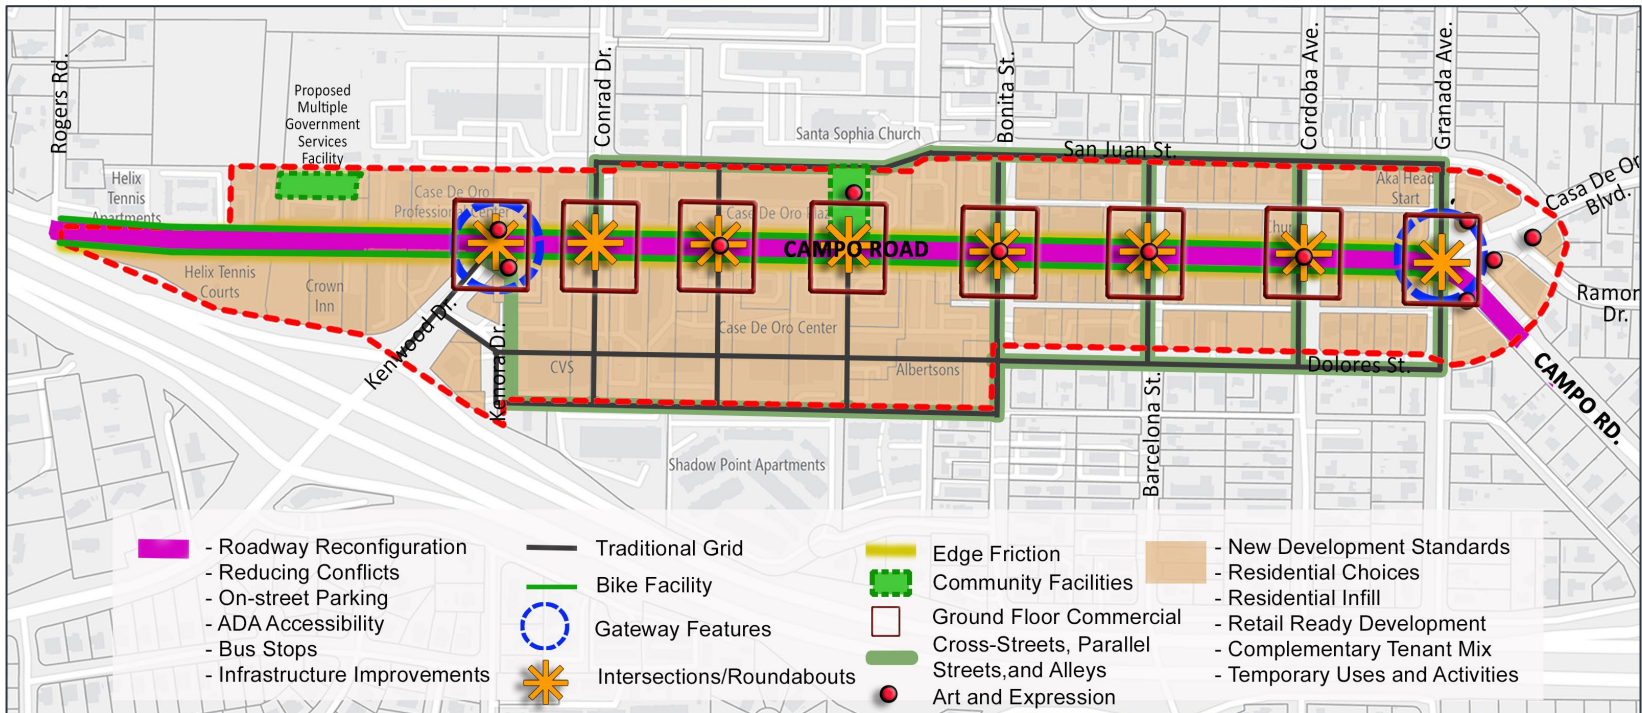 Rogers Rd.
Proposed
Multiple
Government
Services
Facility
Conrad Dr.
Santa Sophia Church
Bonita St.
San Juan St.
Cordoba Ave.
Granada Ave.
Casa De Or
Blvd.
Helix
Tennis
Apartments
Case De Oro
Professional Center
Case De Oro Plaz
Aka Head
Start
Chur
CAMPO ROAD
Helix Tennis
Courts
Crown
Inn
Ramon
Dr.
Kenwood Dr.
Kenora Dr.
Case De Oro Center
CVS
Albertsons
Dolores St.
CAMPO RD.
Barcelona St.
Shadow Point Apartments
- Roadway Reconfiguration
- Reducing Conflicts
- On-street Parking
- ADA Accessibility
- Bus Stops
- Infrastructure Improvements
Traditional Grid
Bike Facility
Gateway Features
Intersections/Roundabouts
Edge Friction
Community Facilities
Ground Floor Commercial
Cross-Streets, Parallel
Streets,and Alleys
Art and Expression
- New Development Standards
- Residential Choices
- Residential Infill
- Retail Ready Development
- Complementary Tenant Mix
- Temporary Uses and Activities